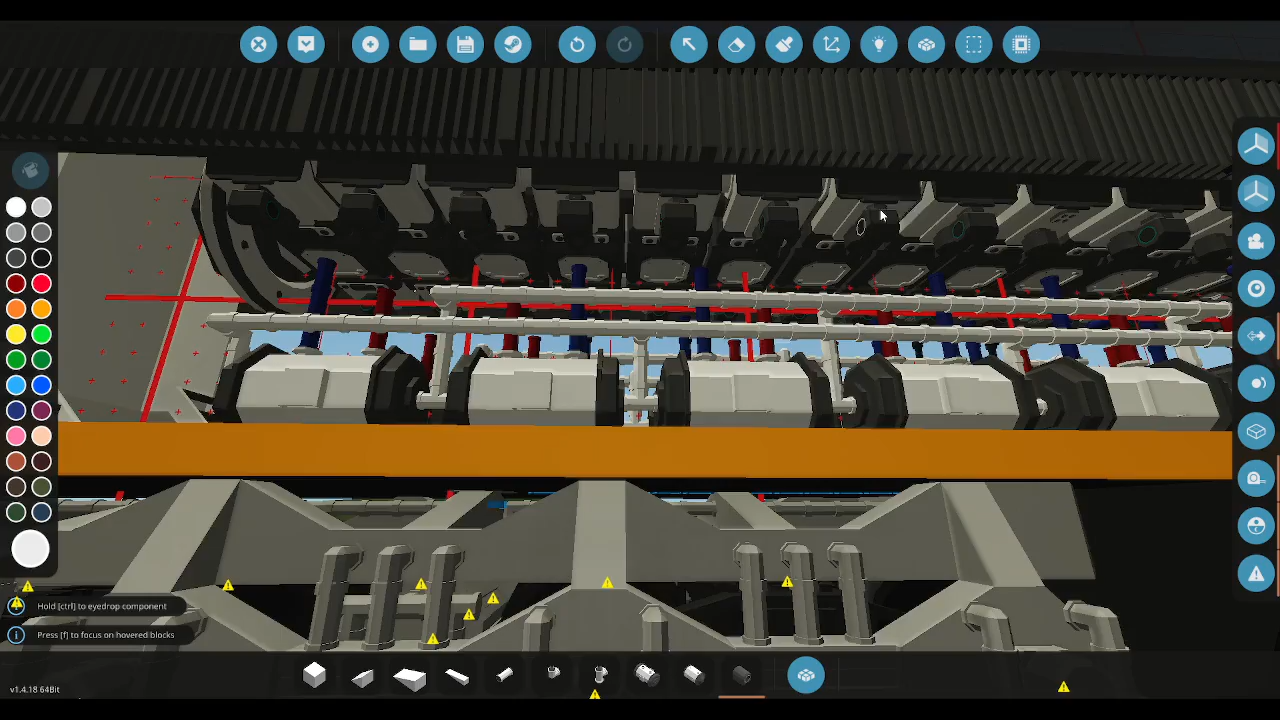 Hold [ctrl] to eyedrop component
Press [f] to focus on hovered blocks
v1.4.18 64Bit